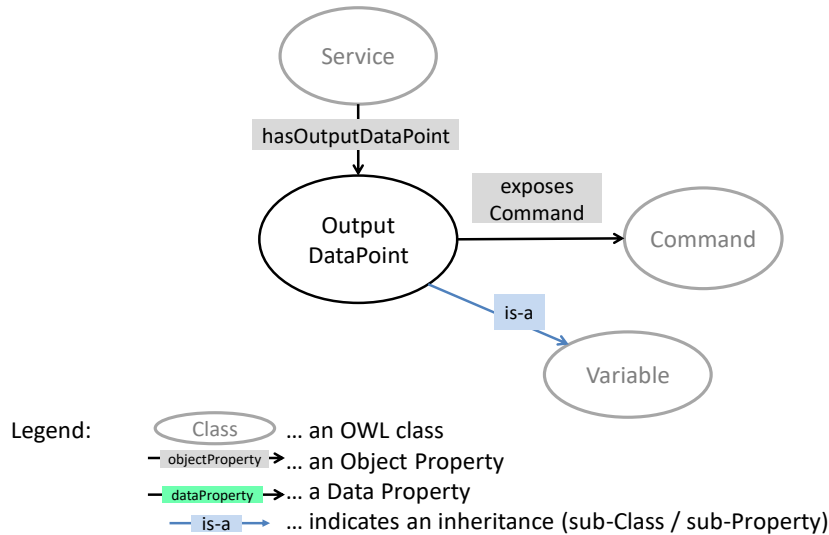 Service
hasOutputDataPoint
exposes
Command
Output
DataPoint
Command
is-a
Variable
Legend:
Class ... an OWL class
objectProperty ... an Object Property
dataProperty ... a Data Property
is-a ... indicates an inheritance (sub-Class / sub-Property)